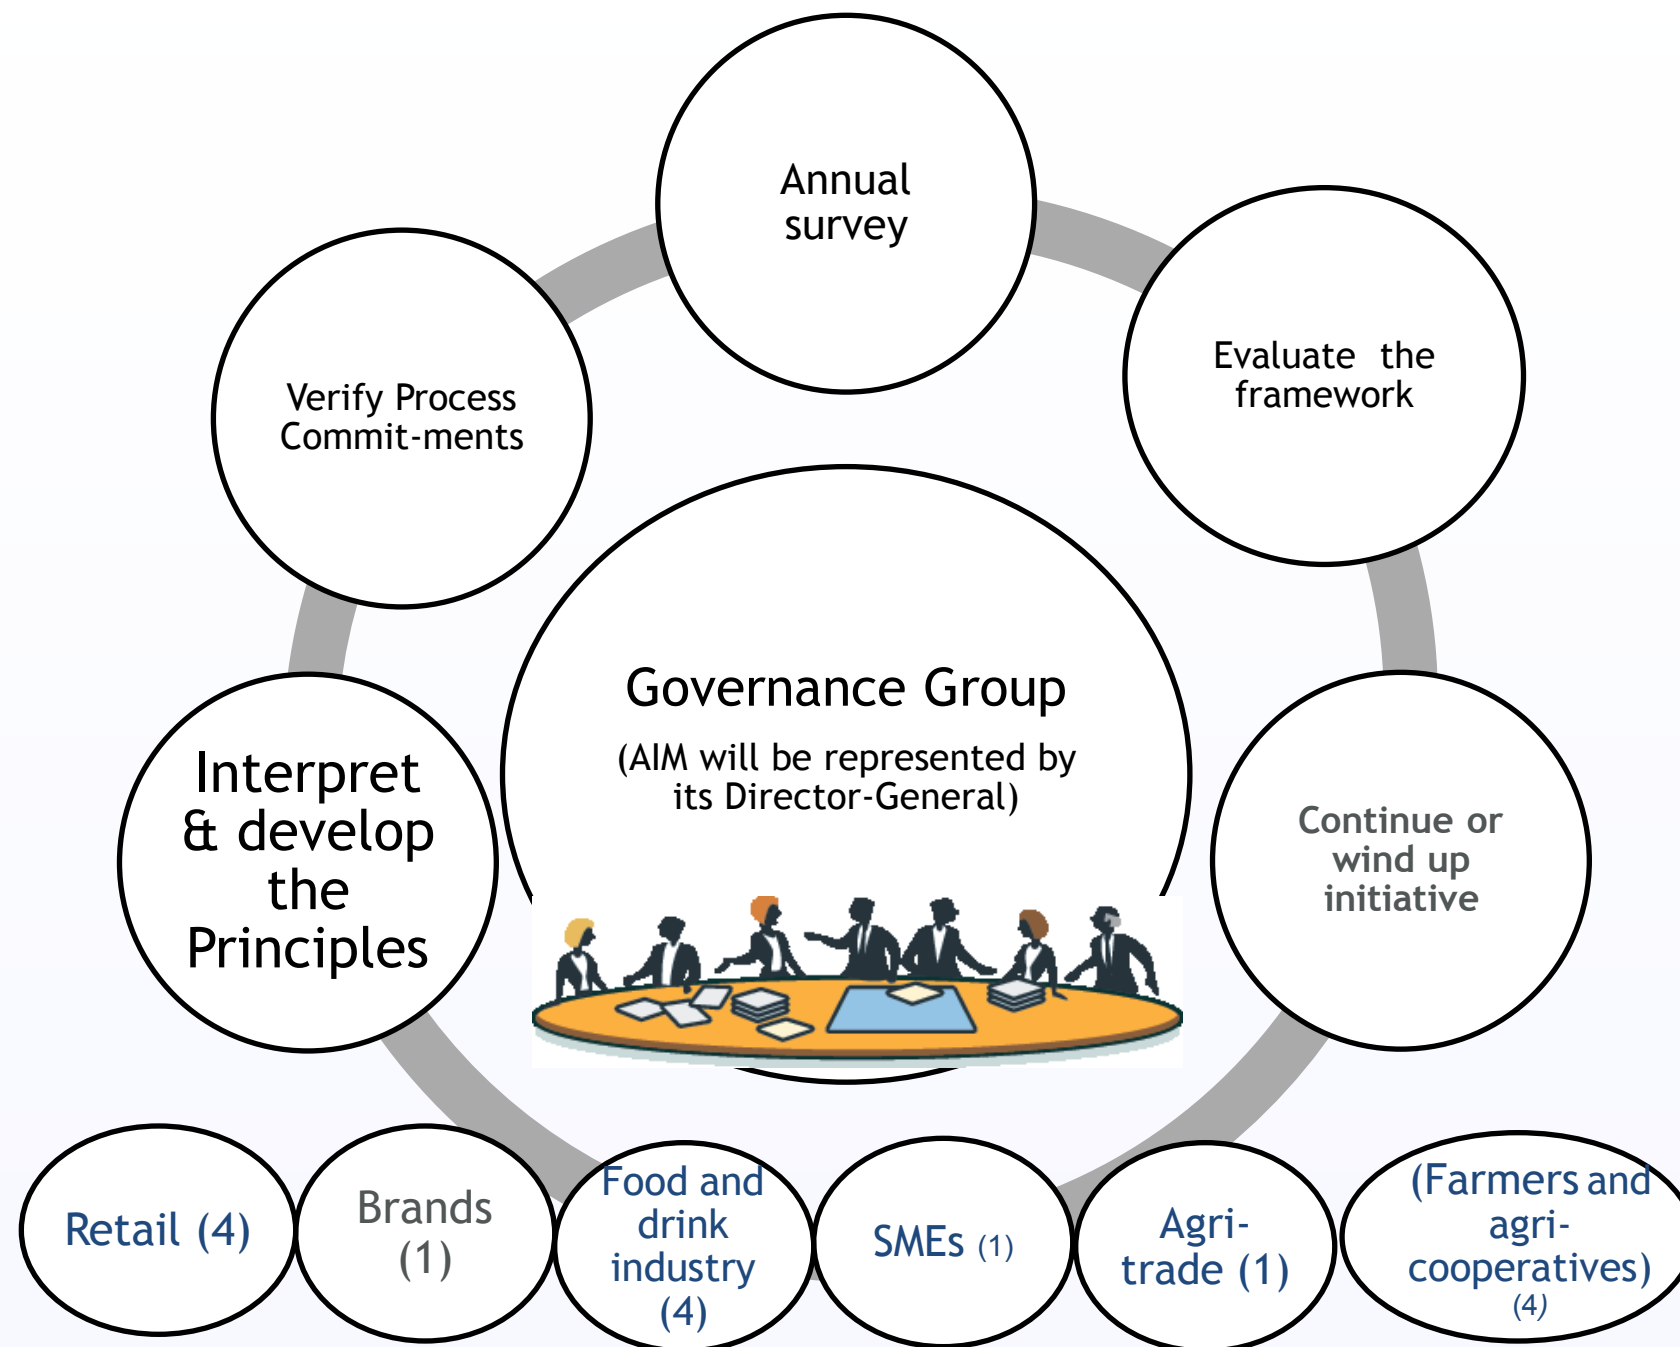 Annual
survey
Evaluate the
framework
Verify Process
Commit-ments
Governance Group
(AIM will be represented by
its Director-General)
Interpret
& develop
the
Principles
Continue or
wind up
initiative
Retail (4)
Brands
(1)
Food and
drink
industry
(4)
SMEs (1)
Agri-
trade (1)
(Farmers and
agri-
cooperatives)
(4)